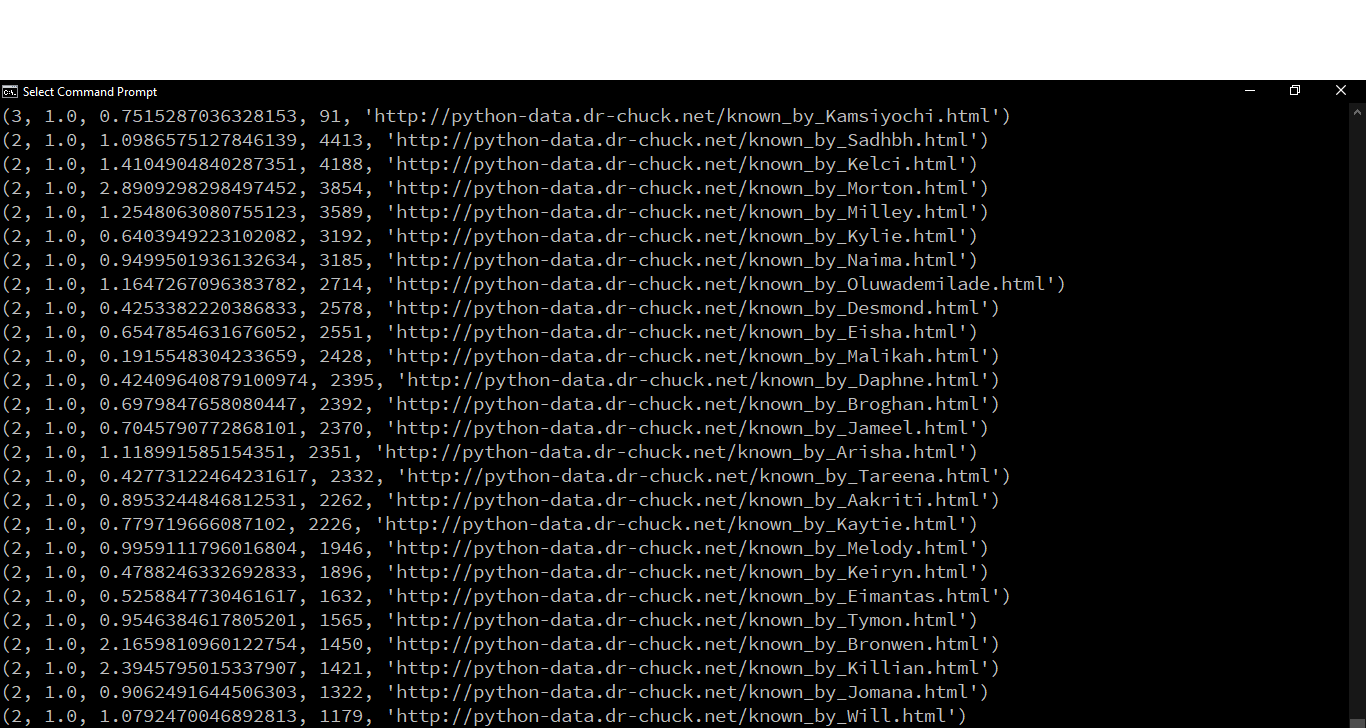 Select Command Prompt
(3, 1.0, 0.7515287036328153, 91, 'http://python-data.dr-chuck.net/known_by_Kamsiyochi.html')
(2, 1.0, 1.0986575127846139, 4413, 'http://python-data.dr-chuck.net/known_by_Sadhbh.html')
(2, 1.0, 1.4104904840287351, 4188, 'http://python-data.dr-chuck.net/known_by_Kelci.html')
(2, 1.0, 2.8909298298497452, 3854, 'http://python-data.dr-chuck.net/known_by_Morton.html')
(2, 1.0, 1.2548063080755123, 3589, 'http://python-data.dr-chuck.net/known_by_Milley.html')
(2, 1.0, 0.6403949223102082, 3192, 'http://python-data.dr-chuck.net/known_by_Kylie.html')
(2, 1.0, 0.9499501936132634, 3185, 'http://python-data.dr-chuck.net/known_by_Naima.html')
(2, 1.0, 1.1647267096383782, 2714, 'http://python-data.dr-chuck.net/known_by_Oluwademilade.html')
(2, 1.0, 0.4253382220386833, 2578, 'http://python-data.dr-chuck.net/known_by_Desmond.html')
(2, 1.0, 0.6547854631676052, 2551, 'http://python-data.dr-chuck.net/known_by_Eisha.html')
(2, 1.0, 0.1915548304233659, 2428, 'http://python-data.dr-chuck.net/known_by_Malikah.html')
(2, 1.0, 0.42409640879100974, 2395, 'http://python-data.dr-chuck.net/known_by_Daphne.html')
(2, 1.0, 0.6979847658080447, 2392, 'http://python-data.dr-chuck.net/known_by_Broghan.html')
(2, 1.0, 0.7045790772868101, 2370, 'http://python-data.dr-chuck.net/known_by_Jameel.html')
(2, 1.0, 1.118991585154351, 2351, 'http://python-data.dr-chuck.net/known_by_Arisha.html')
(2, 1.0, 0.42773122464231617, 2332, 'http://python-data.dr-chuck.net/known_by_Tareena.html')
(2, 1.0, 0.8953244846812531, 2262, 'http://python-data.dr-chuck.net/known_by_Aakriti.html')
(2, 1.0, 0.779719666087102, 2226, 'http://python-data.dr-chuck.net/known_by_Kaytie.html')
(2, 1.0, 0.9959111796016804, 1946, 'http://python-data.dr-chuck.net/known_by_Melody.html')
(2, 1.0, 0.4788246332692833, 1896, 'http://python-data.dr-chuck.net/known_by_Keiryn.html')
(2, 1.0, 0.5258847730461617, 1632, 'http://python-data.dr-chuck.net/known_by_Eimantas.html')
(2, 1.0, 0.9546384617805201, 1565, 'http://python-data.dr-chuck.net/known_by_Tymon.html')
(2, 1.0, 2.1659810960122754, 1450, 'http://python-data.dr-chuck.net/known_by_Bronwen.html')
(2, 1.0, 2.3945795015337907, 1421, 'http://python-data.dr-chuck.net/known_by_Killian.html')
(2, 1.0, 0.9062491644506303, 1322, 'http://python-data.dr-chuck.net/known_by_Jomana.html')
(2, 1.0, 1.0792470046892813, 1179, 'http://python-data.dr-chuck.net/known_by_Will.html')